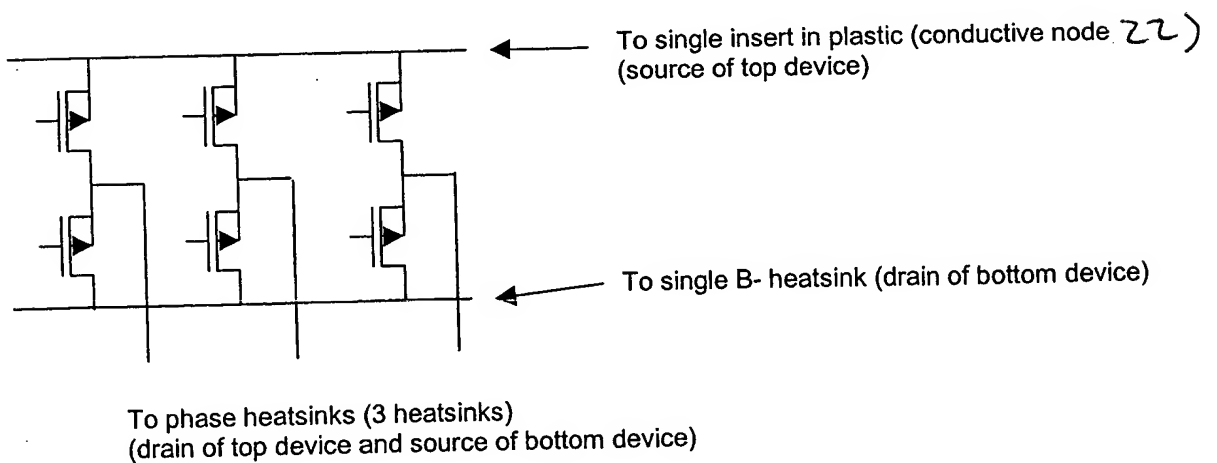 To single insert in plastic (conductive node 22)
(source of top device)
To single B- heatsink (drain of bottom device)
To phase heatsinks (3 heatsinks)
(drain of top device and source of bottom device)